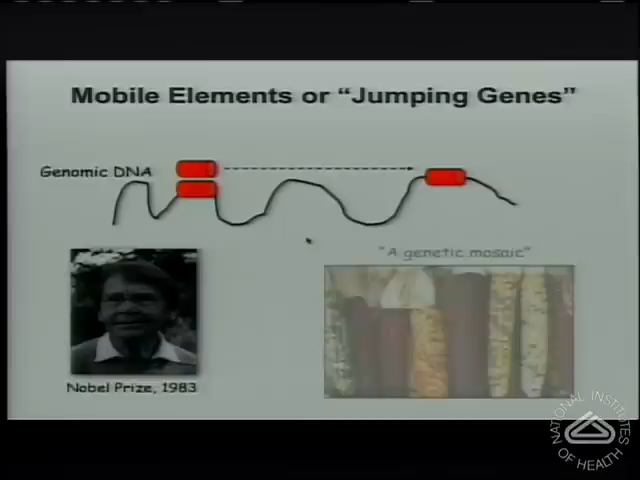 Mobile Elements or “Jumping Genes”
Genomic DNA
“A genetic mosaic”
Nobel Prize, 1983
NATIONAL INSTITUTES
OF HEALTH